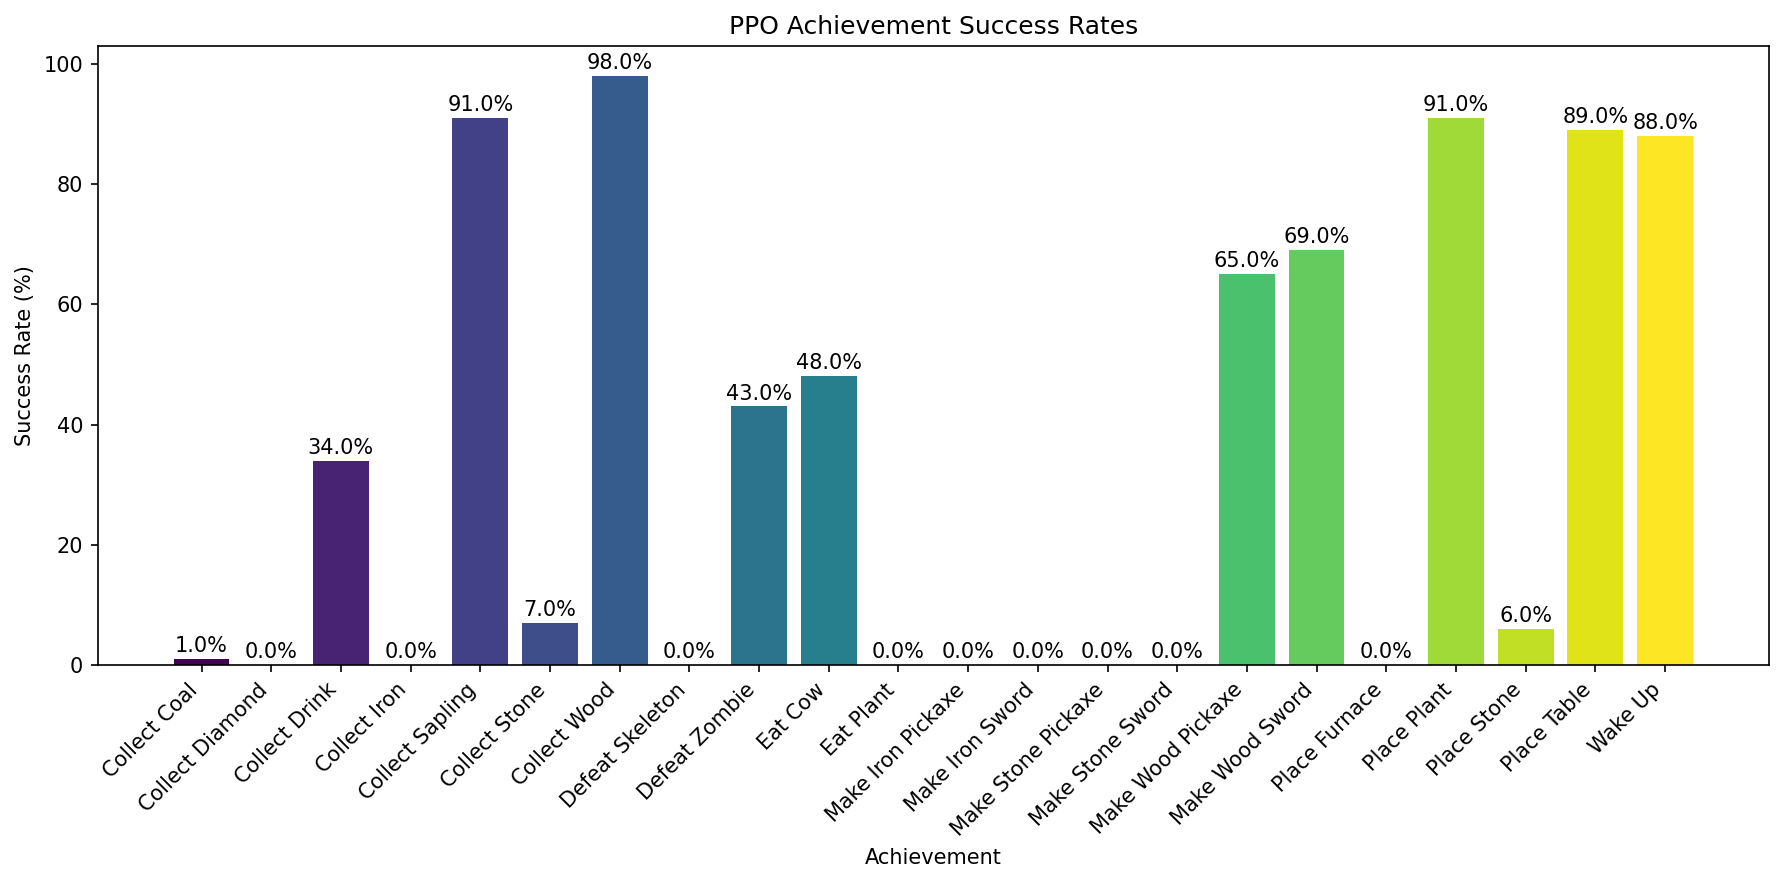 PPO Achievement Success Rates
Success Rate (%)
100
80
60
40
20
0
1.0%
0.0%
34.0%
0.0%
91.0%
7.0%
98.0%
0.0%
43.0%
48.0%
0.0%
0.0%
0.0%
0.0%
0.0%
65.0%
69.0%
0.0%
91.0%
6.0%
89.0%
88.0%
Collect Coal
Collect Diamond
Collect Drink
Collect Iron
Collect Sapling
Collect Stone
Collect Wood
Defeat Skeleton
Defeat Zombie
Eat Cow
Eat Plant
Make Iron Pickaxe
Make Iron Sword
Make Stone Pickaxe
Make Stone Sword
Make Wood Pickaxe
Make Wood Sword
Place Furnace
Place Plant
Place Stone
Place Table
Wake Up
Achievement